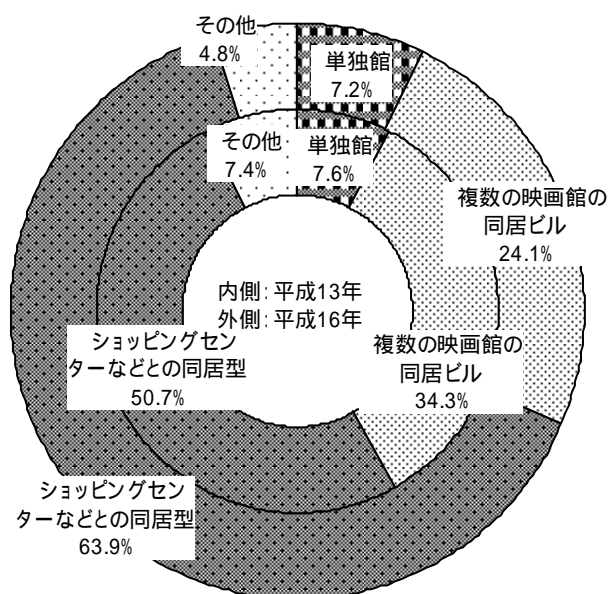 その他
4.8%
単独館
7.2%
その他
7.4%
単独館
7.6%
複数の映画館の
同居ビル
24.1%
内側：平成13年
外側：平成16年
ショッピングセン
ターなどとの同居型
50.7%
複数の映画館の
同居ビル
34.3%
ショッピングセン
ターなどとの同居型
63.9%